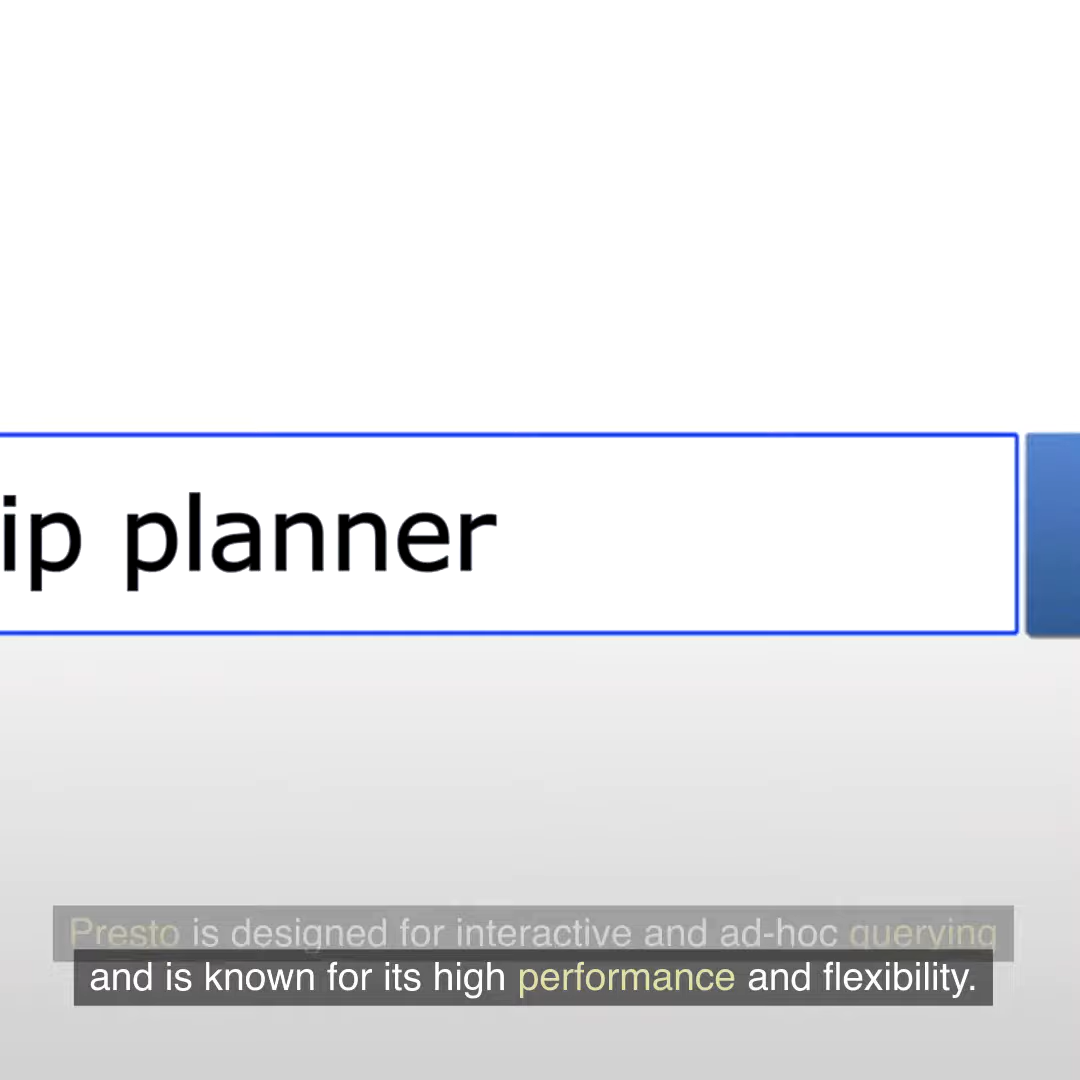 ip planner
Presto is designed for interactive and ad-hoc querying
and is known for its high performance and flexibility.